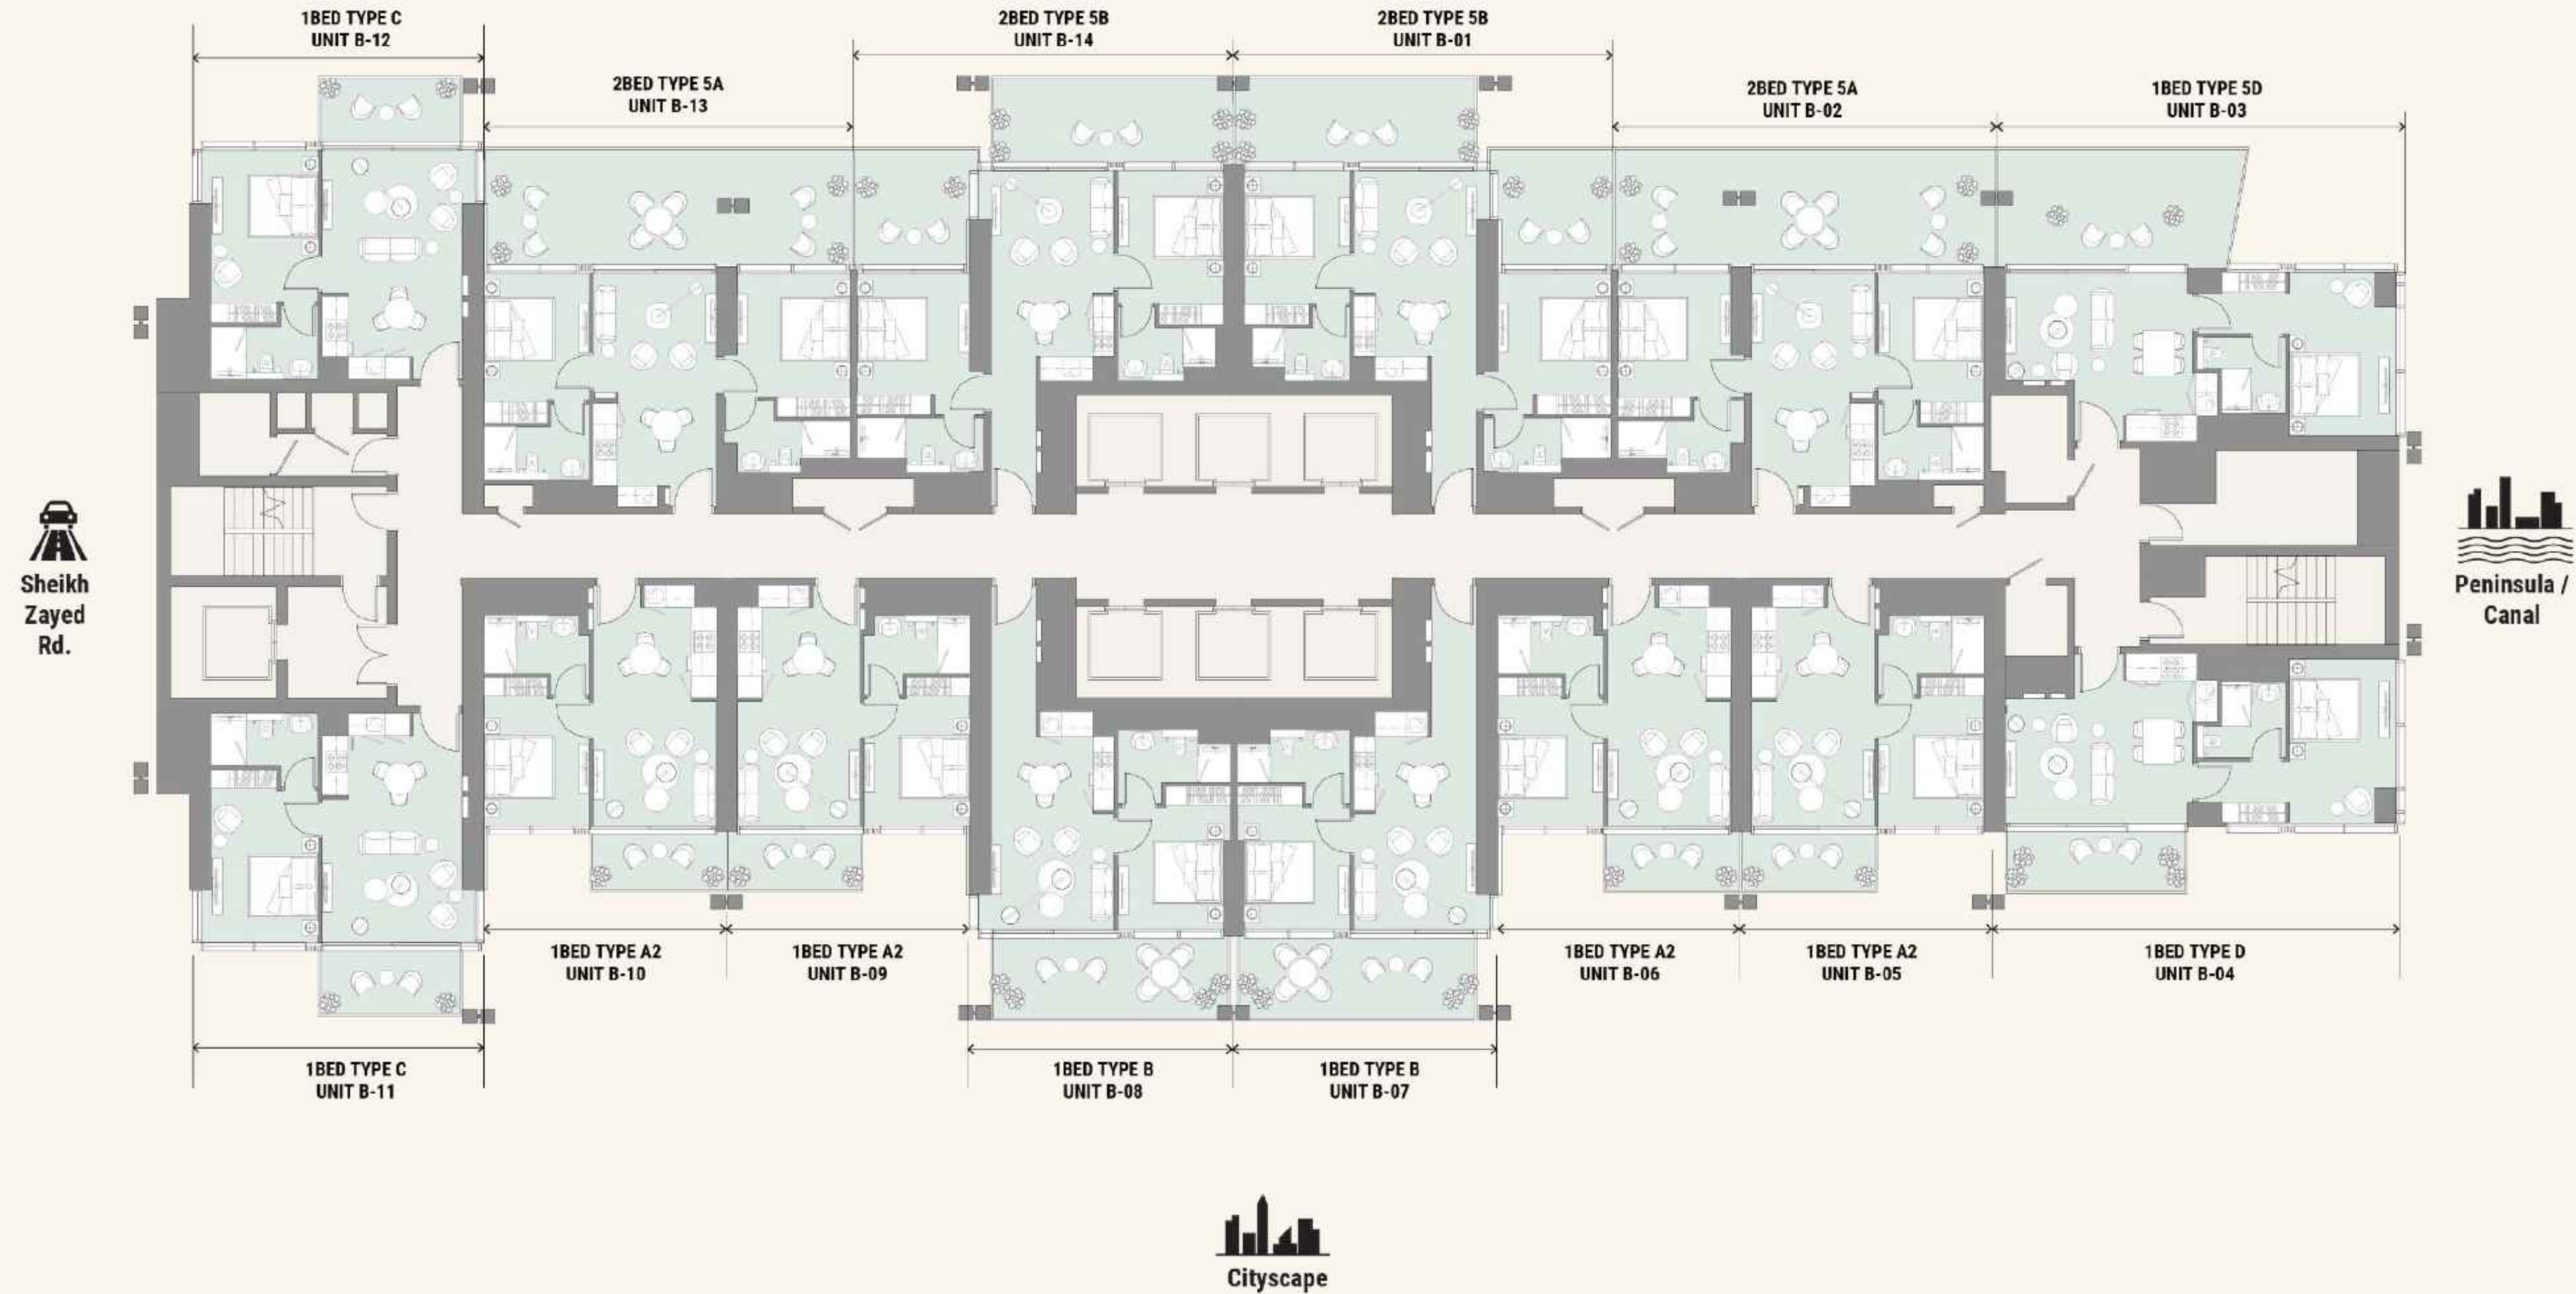 1BED TYPE C
UNIT B-12
2BED TYPE 5A
UNIT B-13
2BED TYPE 5B
UNIT B-14
2BED TYPE 5B
UNIT B-01
2BED TYPE 5A
UNIT B-02
1BED TYPE 5D
UNIT B-03
Sheikh
Zayed
Rd.
Peninsula /
Canal
1BED TYPE A2
UNIT B-10
1BED TYPE A2
UNIT B-09
1BED TYPE A2
UNIT B-06
1BED TYPE A2
UNIT B-05
1BED TYPE D
UNIT B-04
1BED TYPE C
UNIT B-11
1BED TYPE B
UNIT B-08
1BED TYPE B
UNIT B-07
Cityscape